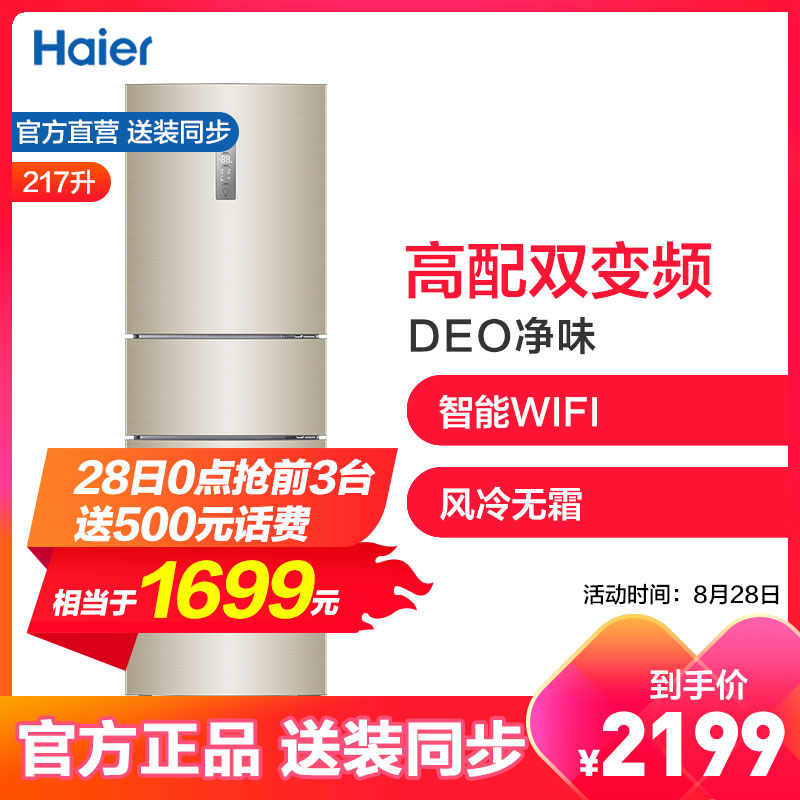 Haier
官方直营 送装同步
217升
高配双变频
DEO净味
智能WIFI
风冷无霜
28日0点抢前3台
送500元话费
相当于1699元
活动时间：8月28日
到手价
¥2199
官方正品 送装同步